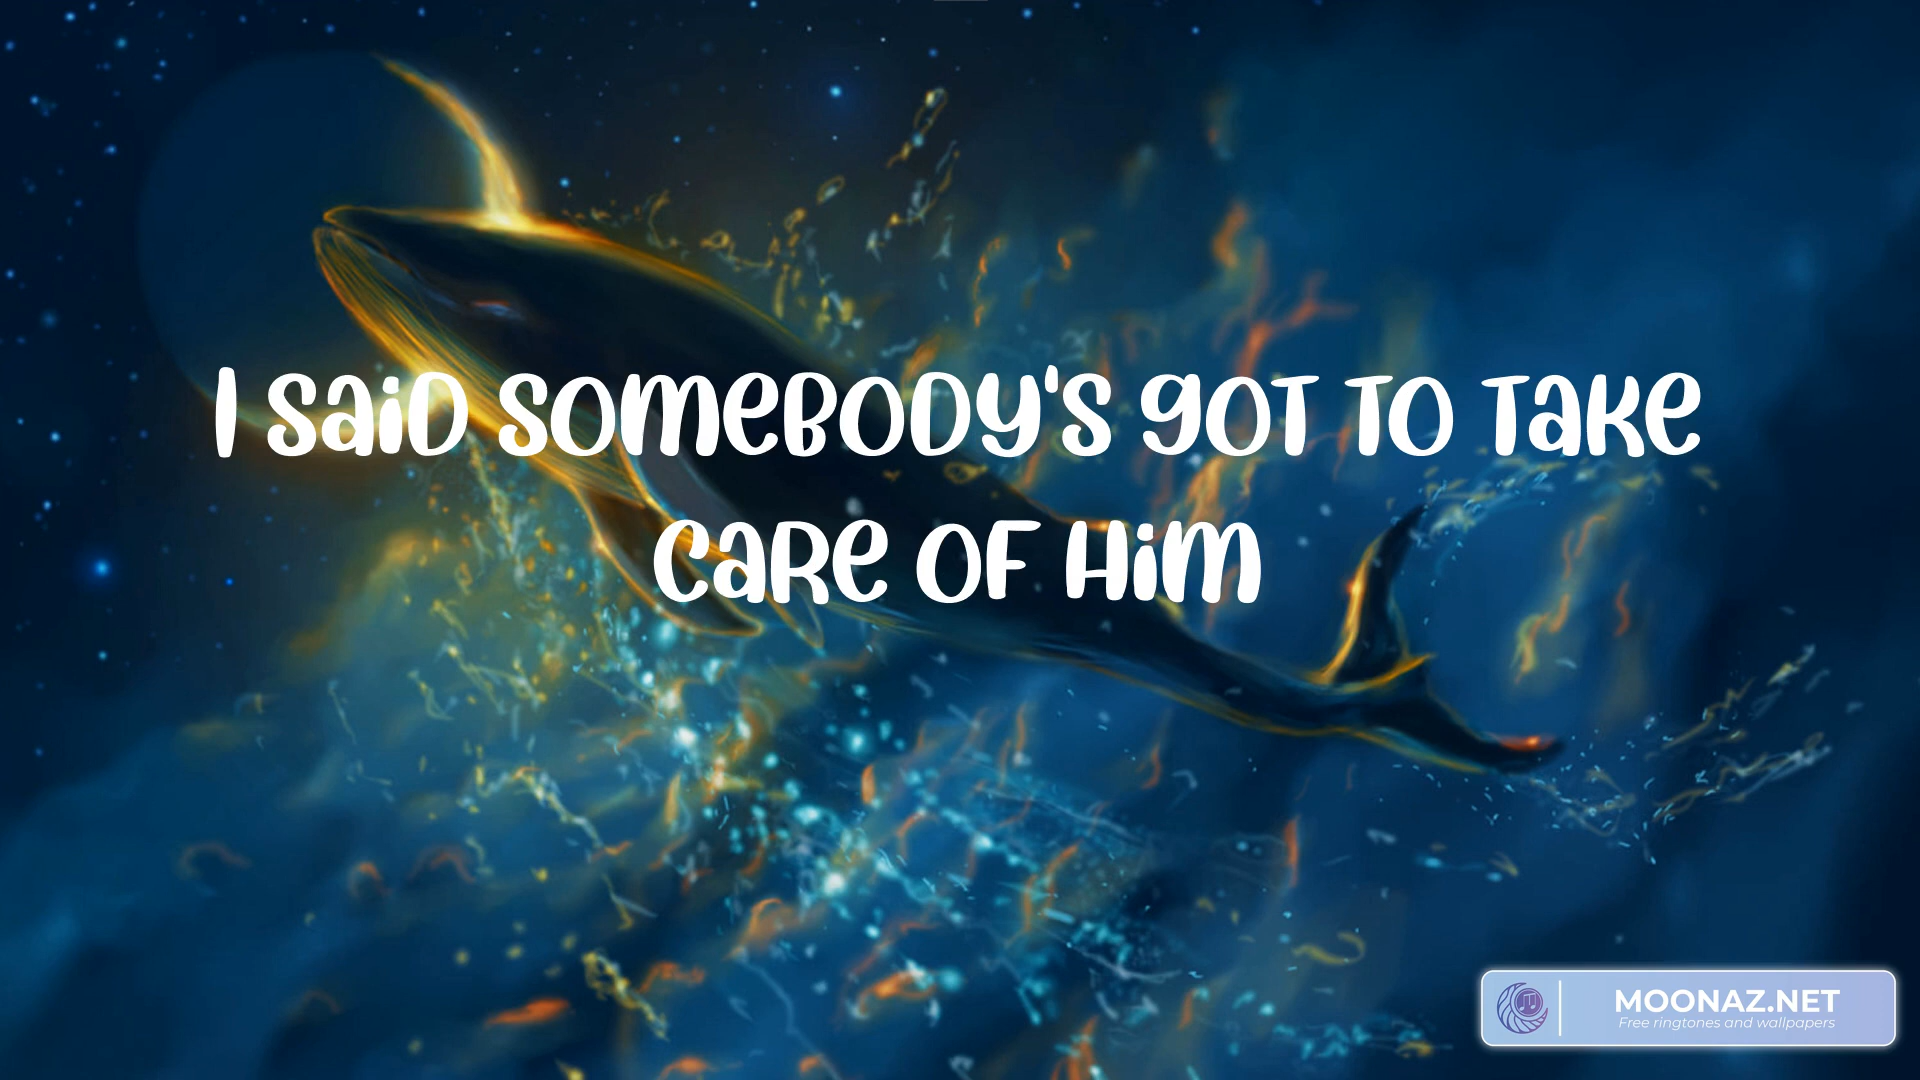 I said somebody's got to take
care of him
MOONAZ.NET
Free ringtones and wallpapers